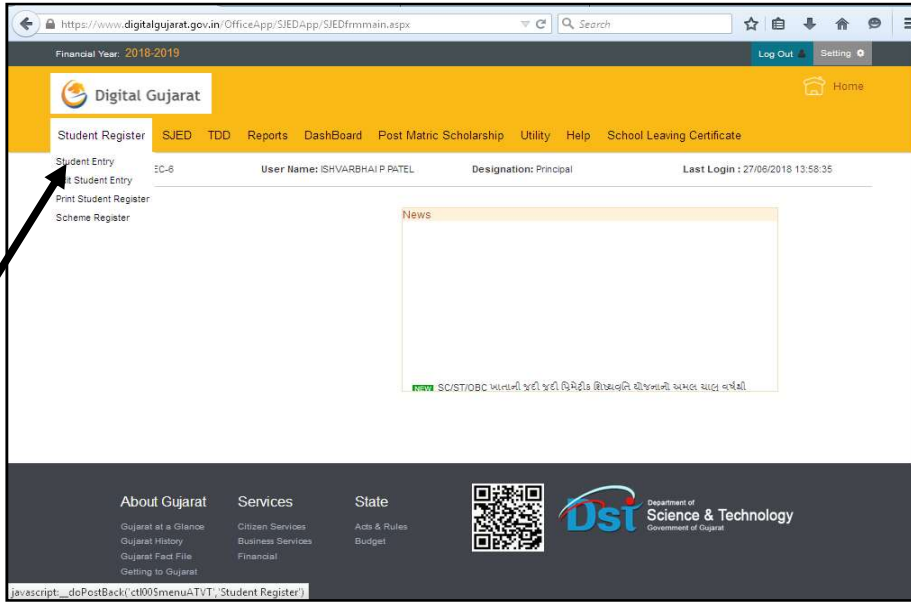 https://www.digitalgujarat.gov.in/OfficeApp/SJEDApp/SJEDfrmmain.aspx
Search
Financial Year: 2018-2019
Log Out
Setting
Digital Gujarat
Home
Student Register SJED TDD Reports DashBoard Post Matric Scholarship Utility Help School Leaving Certificate
Student Entry
EC-6 User Name: ISHVARBHAI P PATEL Designation: Principal Last Login : 27/06/2018 13:58:35
Student Entry
Print Student Register
Scheme Register
News
NEW SC/ST/OBC ખાતાની જુદી જુદી પ્રિમેટ્રીક શિષ્યવૃતિ યોજનાનો અમલ ચાલુ વર્ષથી
About Gujarat Services State
Gujarat at a Glance Citizen Services Acts & Rules
Gujarat History Business Services Budget
Gujarat Fact File Financial
Getting to Gujarat
DST
Department of
Science & Technology
Government of Gujarat
javascript:__doPostBack('ctl00$menuATVT','Student Register')